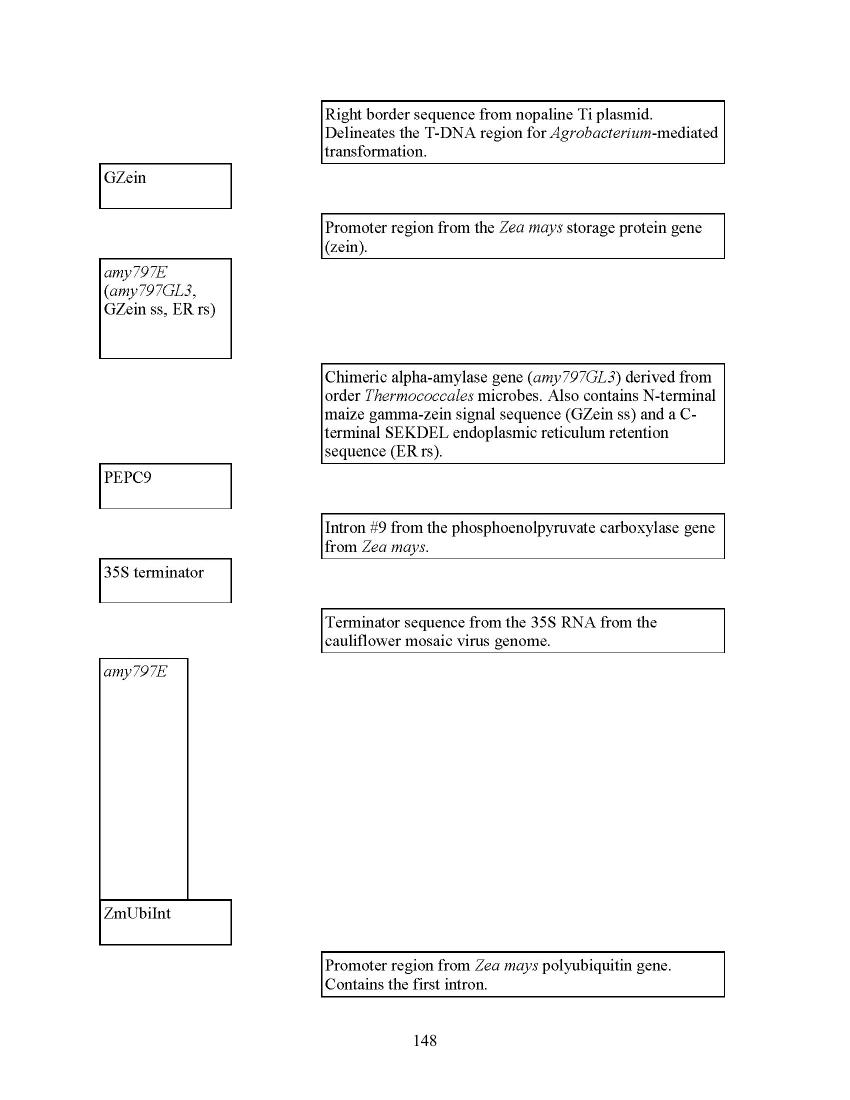 Right border sequence from nopaline Ti plasmid.
Delineates the T-DNA region for Agrobacterium-mediated
transformation.
GZein
Promoter region from the Zea mays storage protein gene
(zein).
amy797E
(amy797GL3,
GZein ss, ER rs)
Chimeric alpha-amylase gene (amy797GL3) derived from
order Thermococcales microbes. Also contains N-terminal
maize gamma-zein signal sequence (GZein ss) and a C-
terminal SEKDEL endoplasmic reticulum retention
sequence (ER rs).
PEPC9
Intron #9 from the phosphoenolpyruvate carboxylase gene
from Zea mays.
35S terminator
Terminator sequence from the 35S RNA from the
cauliflower mosaic virus genome.
amy797E
ZmUbiInt
Promoter region from Zea mays polyubiquitin gene.
Contains the first intron.
148